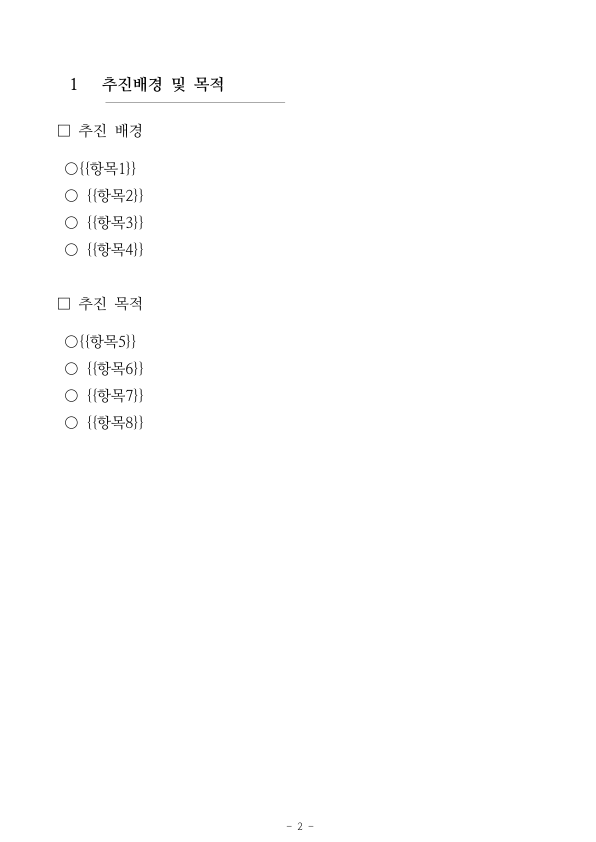 1 추진배경 및 목적
□ 추진 배경
○{{항목1}}
○ {{항목2}}
○ {{항목3}}
○ {{항목4}}
□ 추진 목적
○{{항목5}}
○ {{항목6}}
○ {{항목7}}
○ {{항목8}}
- 2 -